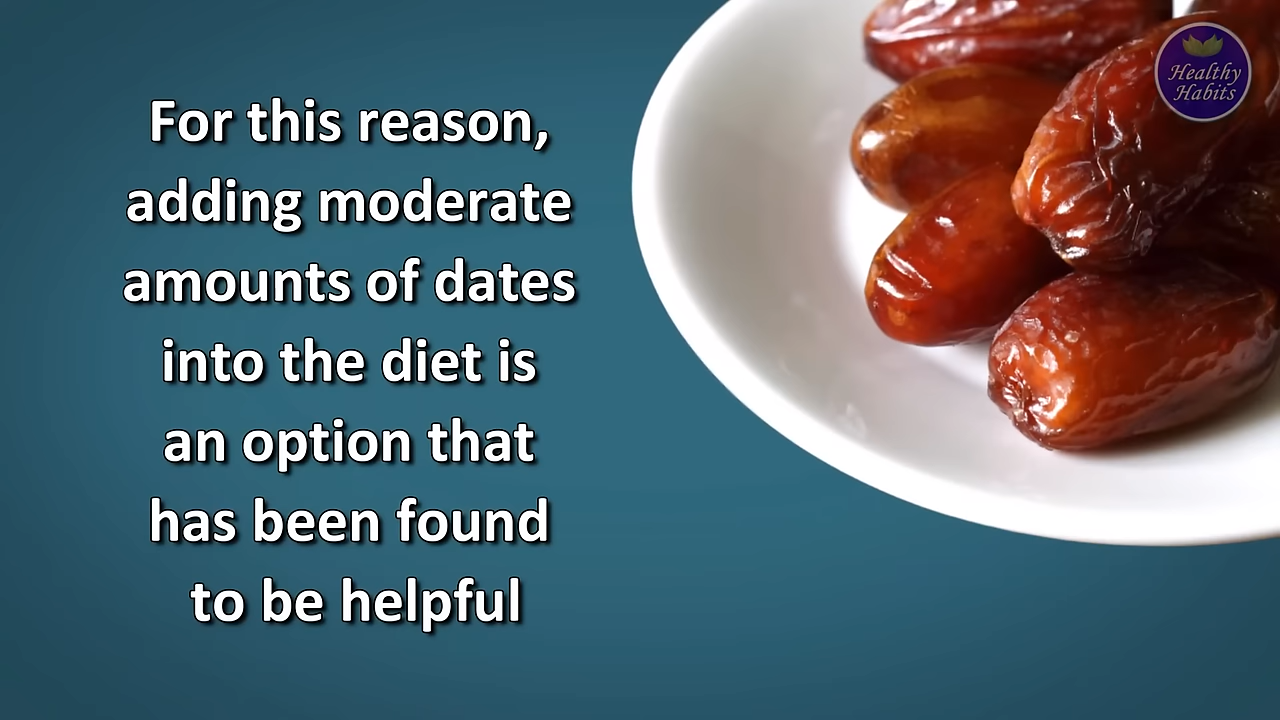 For this reason,
adding moderate
amounts of dates
into the diet is
an option that
has been found
to be helpful
Healthy
Habits